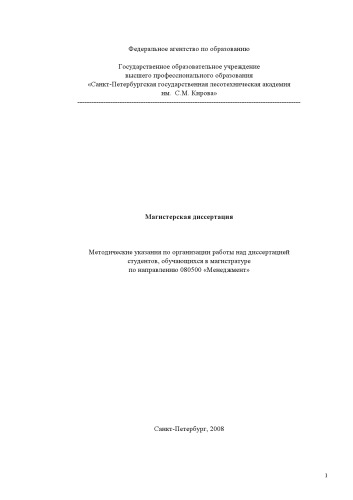 Федеральное агентство по образованию
Государственное образовательное учреждение
высшего профессионального образования
«Санкт-Петербургская государственная лесотехническая академия
им. С.М. Кирова»
Магистерская диссертация
Методические указания по организации работы над диссертацией
студентов, обучающихся в магистратуре
по направлению 080500 «Менеджмент»
Санкт-Петербург, 2008
1